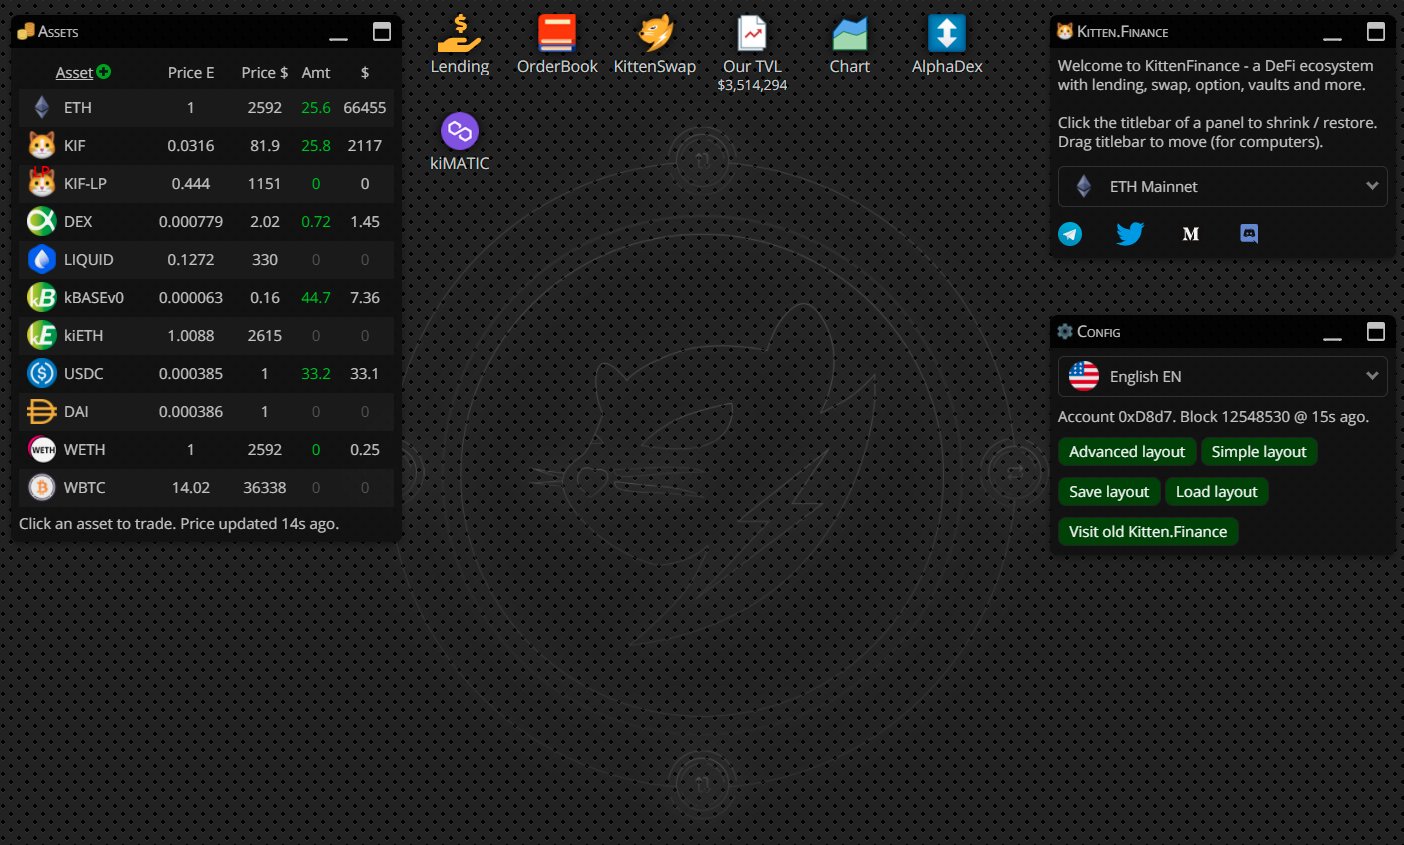 Assets
Asset Price E Price $ Amt $
ETH 1 2592 25.6 66455
KIF 0.0316 81.9 25.8 2117
LP
KIF-LP 0.444 1151 0 0
DEX 0.000779 2.02 0.72 1.45
LIQUID 0.1272 330 0 0
kB kBASEv0 0.000063 0.16 44.7 7.36
kE kiETH 1.0088 2615 0 0
USDC 0.000385 1 33.2 33.1
DAI 0.000386 1 0 0
WETH WETH 1 2592 0 0.25
WBTC 14.02 36338 0 0
Click an asset to trade. Price updated 14s ago.
Lending OrderBook KittenSwap Our TVL Chart AlphaDex
$3,514,294
kiMATIC
Kitten.Finance
Welcome to KittenFinance - a DeFi ecosystem
with lending, swap, option, vaults and more.
Click the titlebar of a panel to shrink / restore.
Drag titlebar to move (for computers).
ETH Mainnet
M
Config
English EN
Account 0xD8d7. Block 12548530 @ 15s ago.
Advanced layout Simple layout
Save layout Load layout
Visit old Kitten.Finance